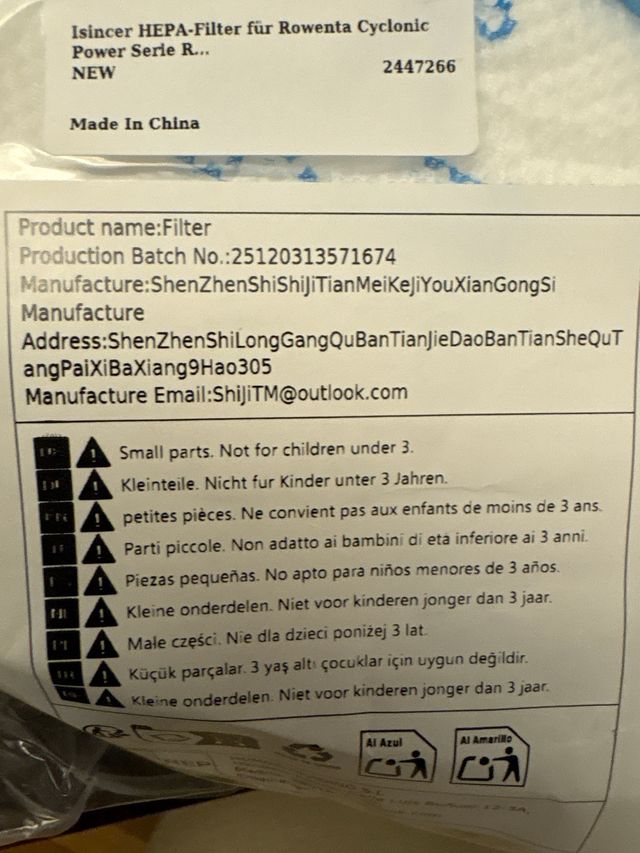 Isincer HEPA-Filter für Rowenta Cyclonic
Power Serie R...
NEW 2447266
Made In China
Product name:Filter
Production Batch No.:25120313571674
Manufacture:ShenZhenShiShiJiTianMeiKeJiYouXianGongSi
Manufacture
Address:ShenZhenShiLongGangQuBanTianJieDaoBanTianSheQuT
angPaiXiBaXiang9Hao305
Manufacture Email:ShiJiTM@outlook.com
Small parts. Not for children under 3.
Kleinteile. Nicht fur Kinder unter 3 Jahren.
petites pièces. Ne convient pas aux enfants de moins de 3 ans.
Parti piccole. Non adatto ai bambini di eta inferiore ai 3 anni.
Piezas pequeñas. No apto para niños menores de 3 años.
Kleine onderdelen. Niet voor kinderen jonger dan 3 jaar.
Małe części. Nie dla dzieci poniżej 3 lat.
Küçük parçalar. 3 yaş altı çocuklar için uygun değildir.
Kleine onderdelen. Niet voor kinderen jonger dan 3 jaar.
Al Azul Al Amarillo
REP